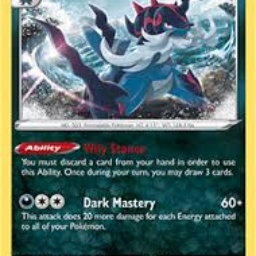 Ability Wily Stance
You must discard a card from your hand in order to use
this Ability. Once during your turn, you may draw 3 cards.
Dark Mastery 60+
This attack does 20 more damage for each Energy attached
to all of your Pokémon.